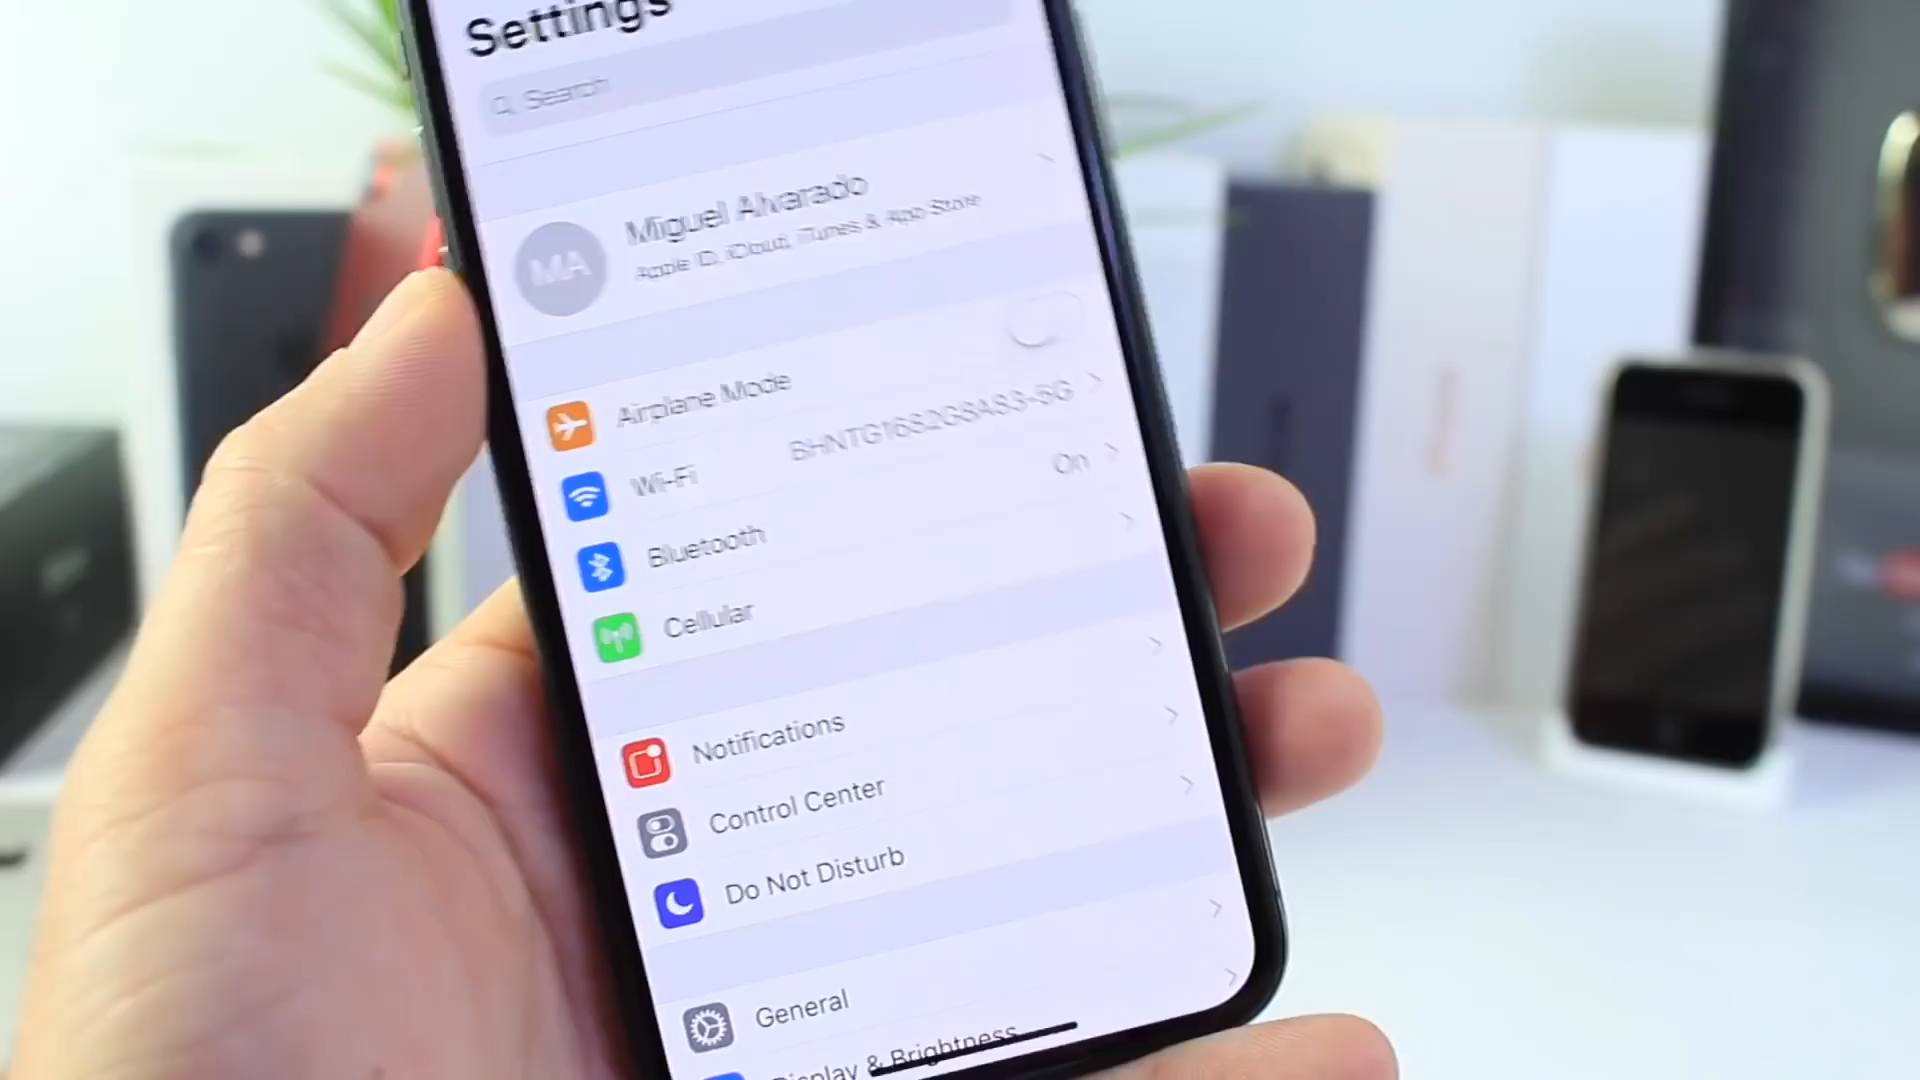 Settings
Search
MA
Miguel Alvarado
Apple ID, iCloud, iTunes & App Store
Airplane Mode
Wi-Fi
Bluetooth On
Cellular
Notifications
Control Center
Do Not Disturb
General
Display & Brightness